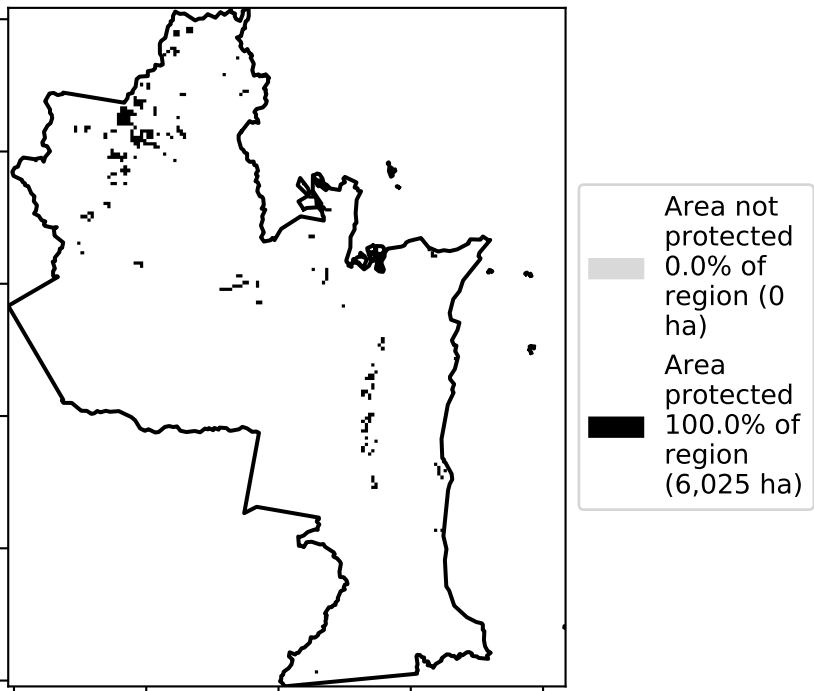 Area not
protected
0.0% of
region (0
ha)
Area
protected
100.0% of
region
(6,025 ha)